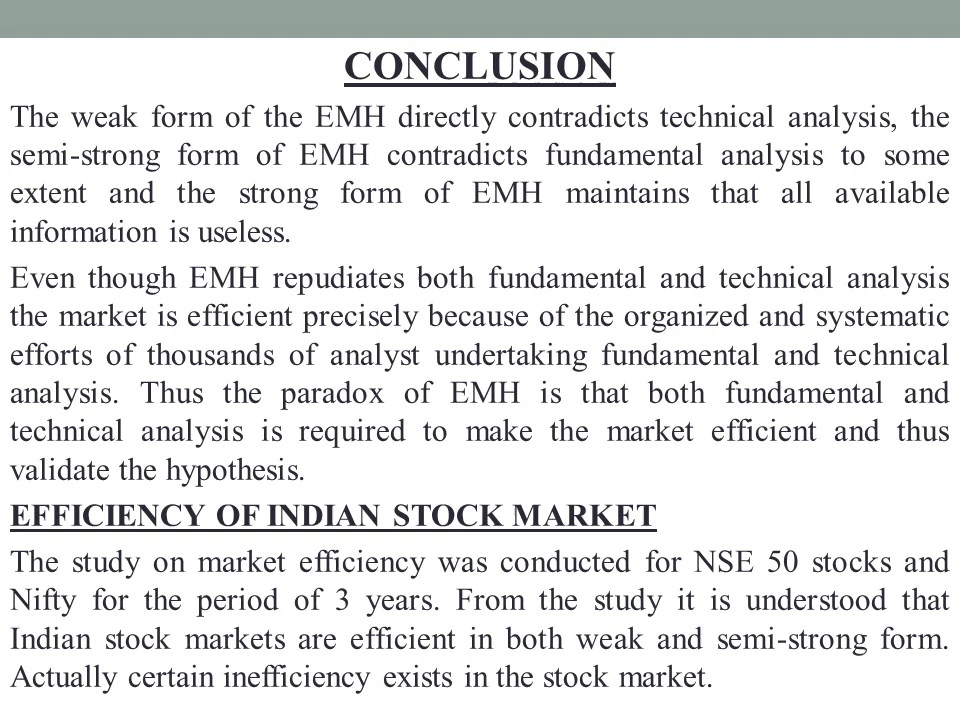 CONCLUSION
The weak form of the EMH directly contradicts technical analysis, the
semi-strong form of EMH contradicts fundamental analysis to some
extent and the strong form of EMH maintains that all available
information is useless.
Even though EMH repudiates both fundamental and technical analysis
the market is efficient precisely because of the organized and systematic
efforts of thousands of analyst undertaking fundamental and technical
analysis. Thus the paradox of EMH is that both fundamental and
technical analysis is required to make the market efficient and thus
validate the hypothesis.
EFFICIENCY OF INDIAN STOCK MARKET
The study on market efficiency was conducted for NSE 50 stocks and
Nifty for the period of 3 years. From the study it is understood that
Indian stock markets are efficient in both weak and semi-strong form.
Actually certain inefficiency exists in the stock market.